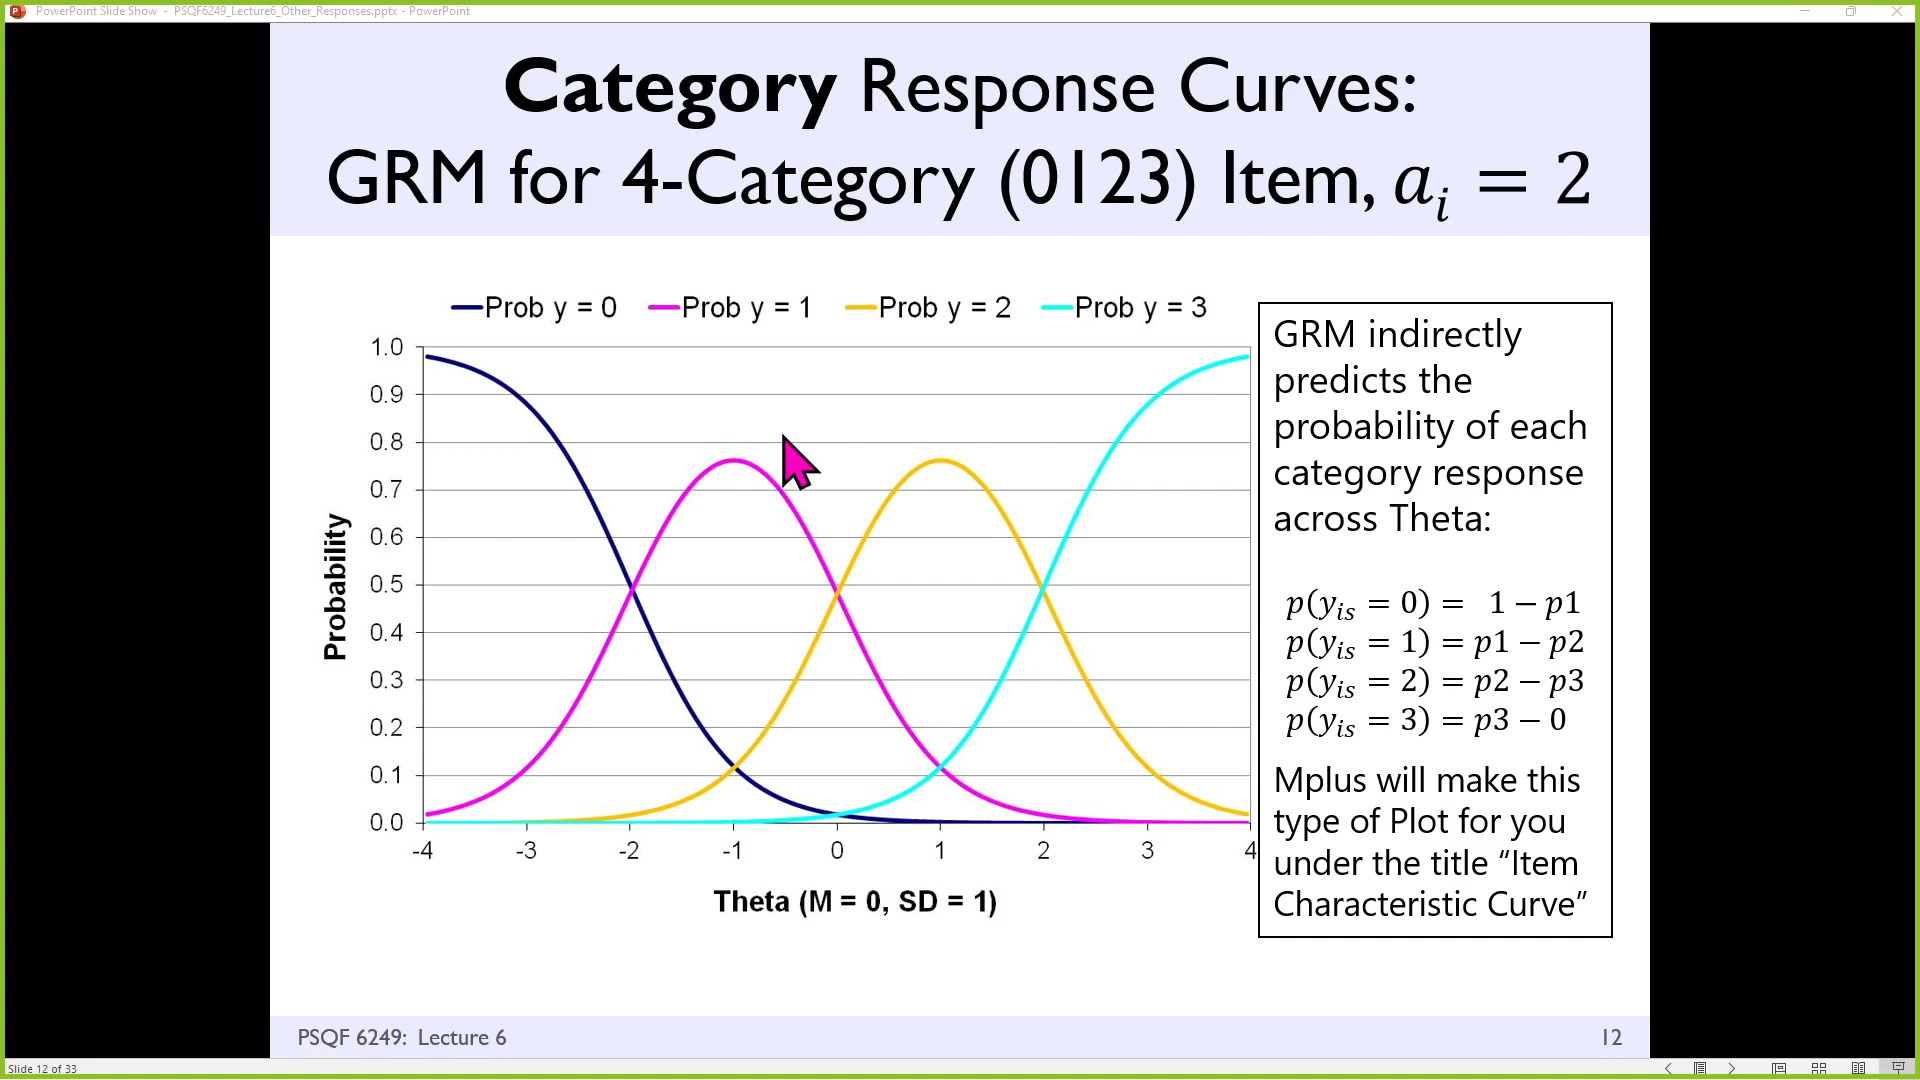 PowerPoint Slide Show - PSQF6249_Lecture6_Other_Responses.pptx - PowerPoint
Category Response Curves:
GRM for 4-Category (0123) Item, aᵢ = 2
Prob y = 0 Prob y = 1 Prob y = 2 Prob y = 3
1.0
0.9
0.8
0.7
0.6
0.5
0.4
0.3
0.2
0.1
0.0
Probability
-4 -3 -2 -1 0 1 2 3 4
Theta (M = 0, SD = 1)
GRM indirectly
predicts the
probability of each
category response
across Theta:
p(yᵢₛ = 0) = 1 − p1
p(yᵢₛ = 1) = p1 − p2
p(yᵢₛ = 2) = p2 − p3
p(yᵢₛ = 3) = p3 − 0
Mplus will make this
type of Plot for you
under the title “Item
Characteristic Curve”
PSQF 6249: Lecture 6
12
Slide 12 of 33